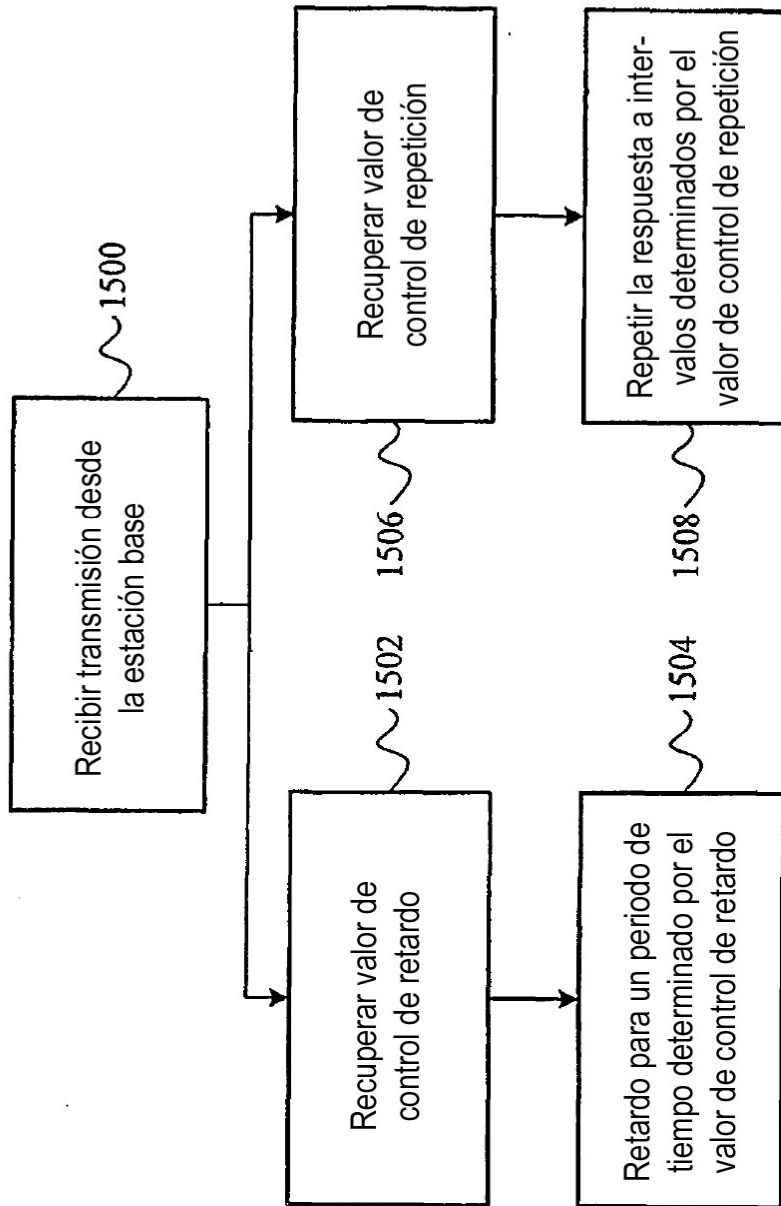 Recibir transmisión desde
la estación base
1500
Recuperar valor de
control de retardo
1502
Recuperar valor de
control de repetición
1506
Retardo para un periodo de
tiempo determinado por el
valor de control de retardo
1504
Repetir la respuesta a inter-
valos determinados por el
valor de control de repetición
1508